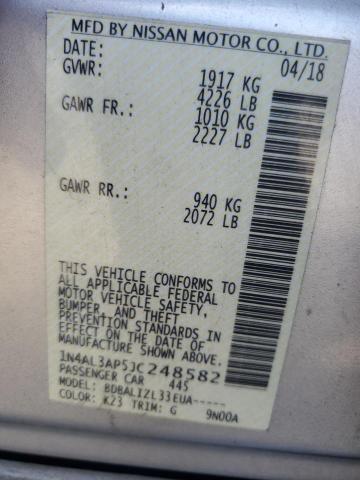 MFD BY NISSAN MOTOR CO., LTD.
DATE: 04/18
GVWR: 1917 KG
4226 LB
GAWR FR.: 1010 KG
2227 LB
GAWR RR.: 940 KG
2072 LB
THIS VEHICLE CONFORMS TO
ALL APPLICABLE FEDERAL
MOTOR VEHICLE SAFETY,
BUMPER, AND THEFT
PREVENTION STANDARDS IN
EFFECT ON THE DATE OF
MANUFACTURE SHOWN ABOVE.
1N4AL3AP5JC248582
PASSENGER CAR 445
MODEL: BDBALIZL33EUA-----
COLOR: K23 TRIM: G 9N00A